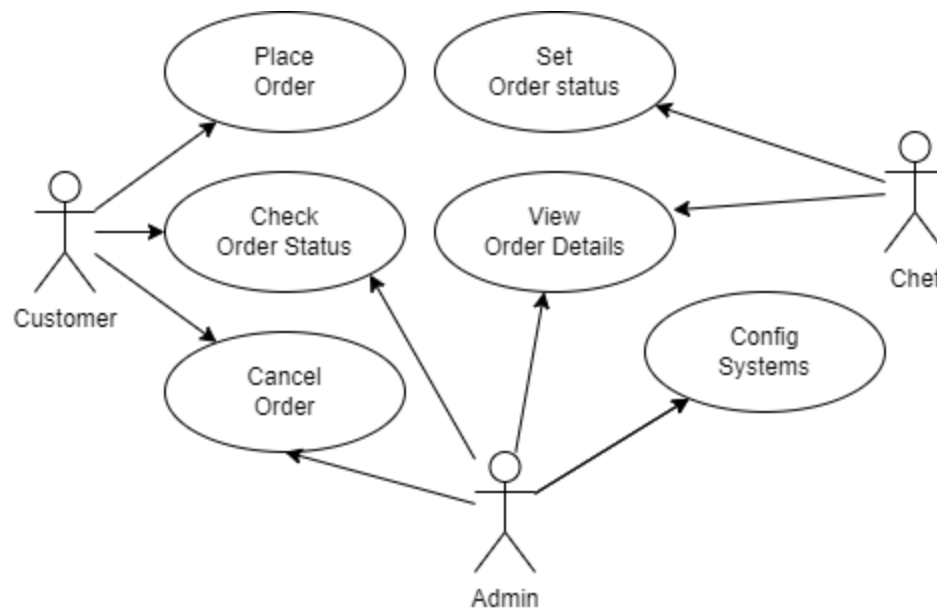 Place
Order
Set
Order status
Check
Order Status
View
Order Details
Chef
Customer
Config
Systems
Cancel
Order
Admin